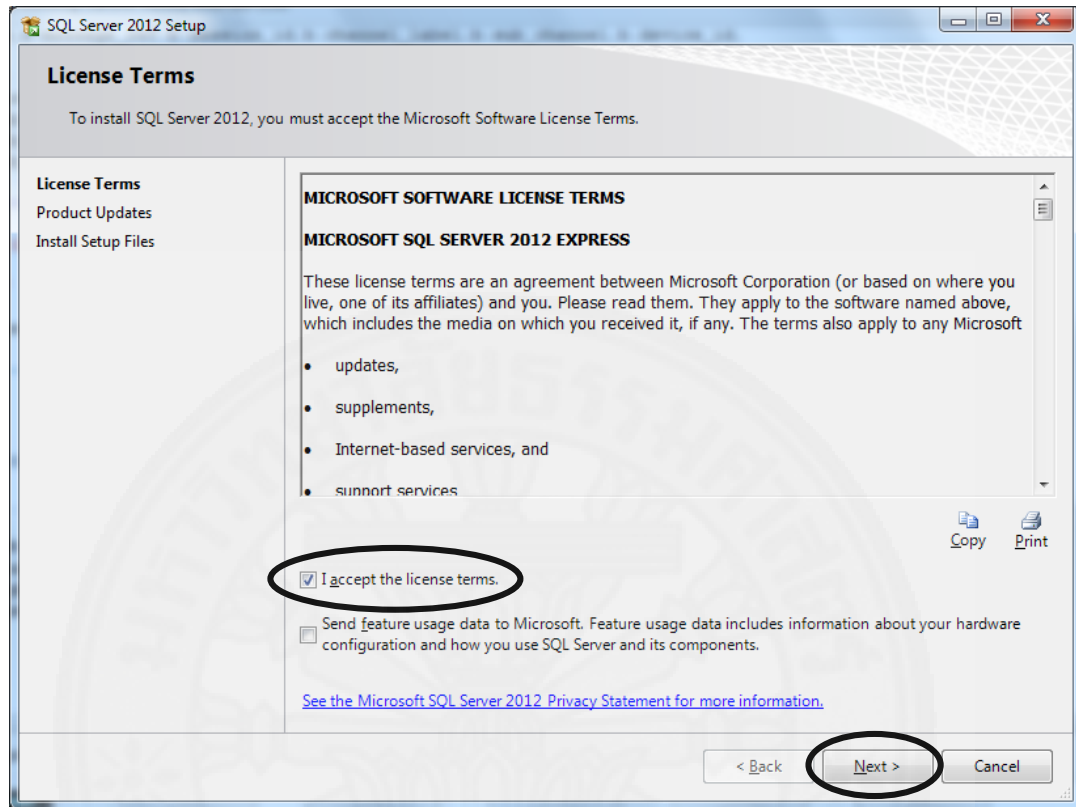 SQL Server 2012 Setup
License Terms
To install SQL Server 2012, you must accept the Microsoft Software License Terms.
License Terms
Product Updates
Install Setup Files
MICROSOFT SOFTWARE LICENSE TERMS
MICROSOFT SQL SERVER 2012 EXPRESS
These license terms are an agreement between Microsoft Corporation (or based on where you
live, one of its affiliates) and you. Please read them. They apply to the software named above,
which includes the media on which you received it, if any. The terms also apply to any Microsoft
• updates,
• supplements,
• Internet-based services, and
• support services
Copy Print
I accept the license terms.
Send feature usage data to Microsoft. Feature usage data includes information about your hardware
configuration and how you use SQL Server and its components.
See the Microsoft SQL Server 2012 Privacy Statement for more information.
< Back Next > Cancel